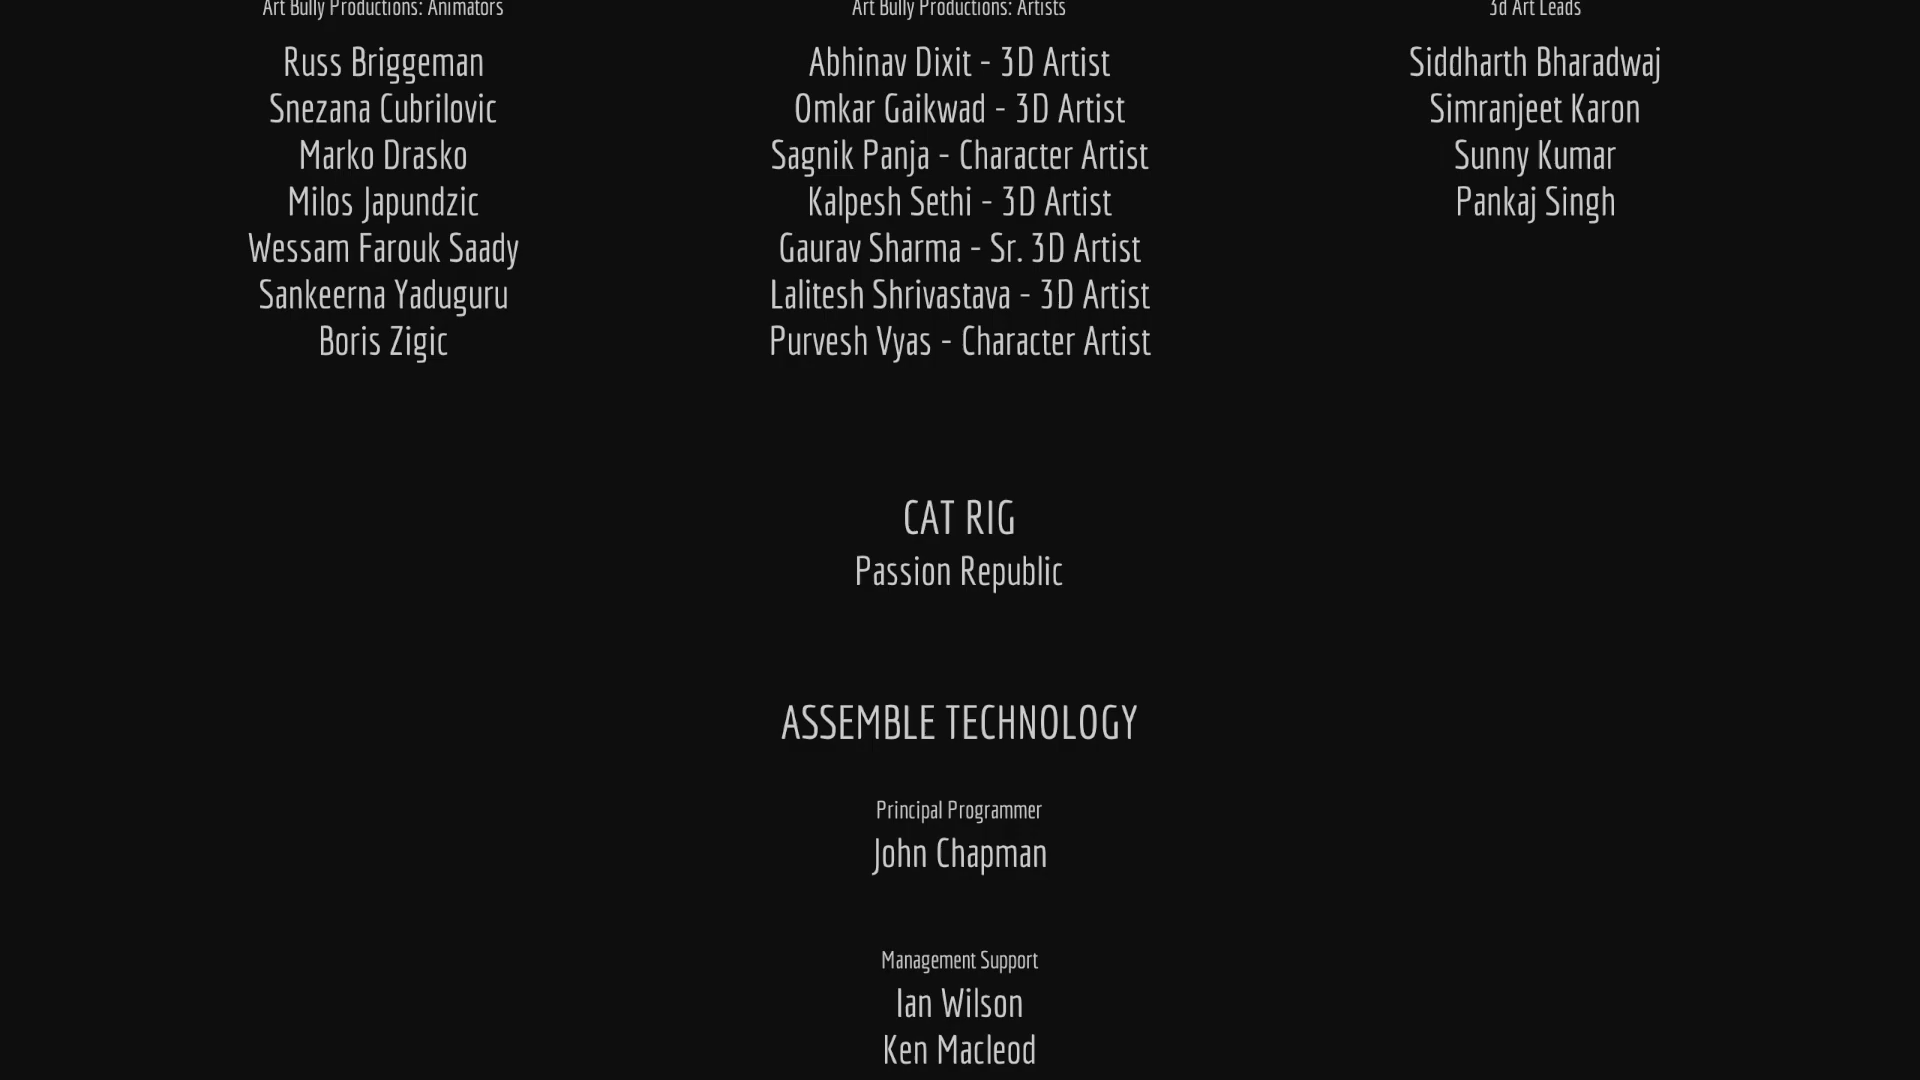 Art Bully Productions: Animators
Russ Briggeman
Snezana Cubrilovic
Marko Drasko
Milos Japundzic
Wessam Farouk Saady
Sankeerna Yaduguru
Boris Zigic
Art Bully Productions: Artists
Abhinav Dixit - 3D Artist
Omkar Gaikwad - 3D Artist
Sagnik Panja - Character Artist
Kalpesh Sethi - 3D Artist
Gaurav Sharma - Sr. 3D Artist
Lalitesh Shrivastava - 3D Artist
Purvesh Vyas - Character Artist
3d Art Leads
Siddharth Bharadwaj
Simranjeet Karon
Sunny Kumar
Pankaj Singh
CAT RIG
Passion Republic
ASSEMBLE TECHNOLOGY
Principal Programmer
John Chapman
Management Support
Ian Wilson
Ken Macleod